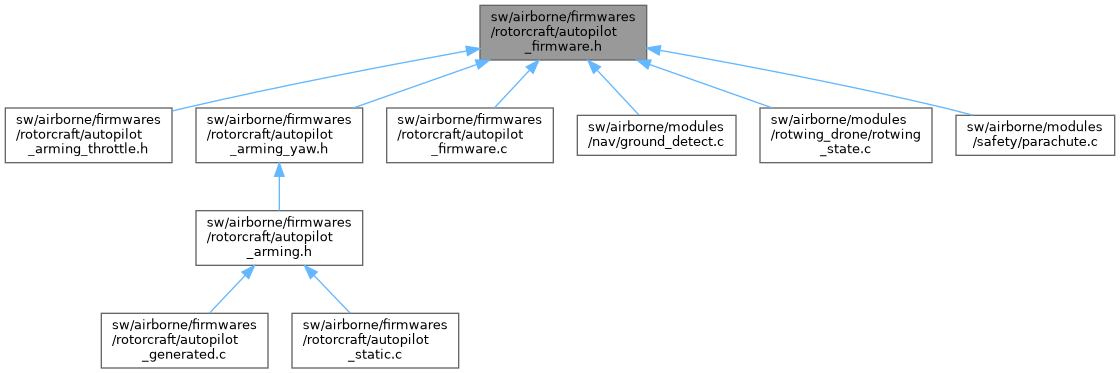 sw/airborne/firmwares
/rotorcraft/autopilot
_firmware.h
sw/airborne/firmwares
/rotorcraft/autopilot
_arming_throttle.h
sw/airborne/firmwares
/rotorcraft/autopilot
_arming_yaw.h
sw/airborne/firmwares
/rotorcraft/autopilot
_firmware.c
sw/airborne/modules
/nav/ground_detect.c
sw/airborne/modules
/rotwing_drone/rotwing
_state.c
sw/airborne/modules
/safety/parachute.c
sw/airborne/firmwares
/rotorcraft/autopilot
_arming.h
sw/airborne/firmwares
/rotorcraft/autopilot
_generated.c
sw/airborne/firmwares
/rotorcraft/autopilot
_static.c